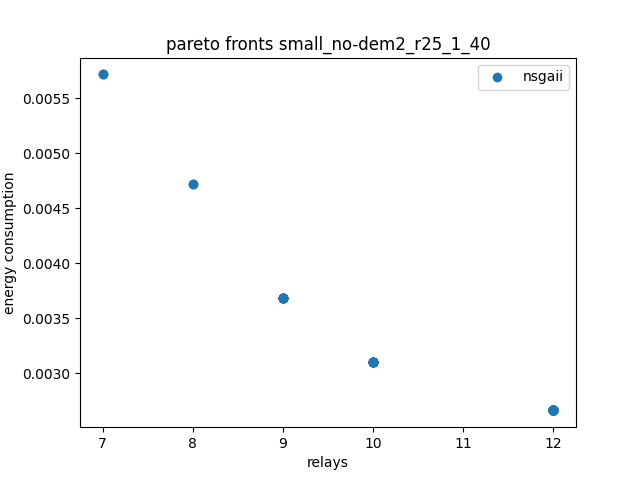 pareto fronts small_no-dem2_r25_1_40
nsgaii
energy consumption
0.0055
0.0050
0.0045
0.0040
0.0035
0.0030
7 8 9 10 11 12
relays